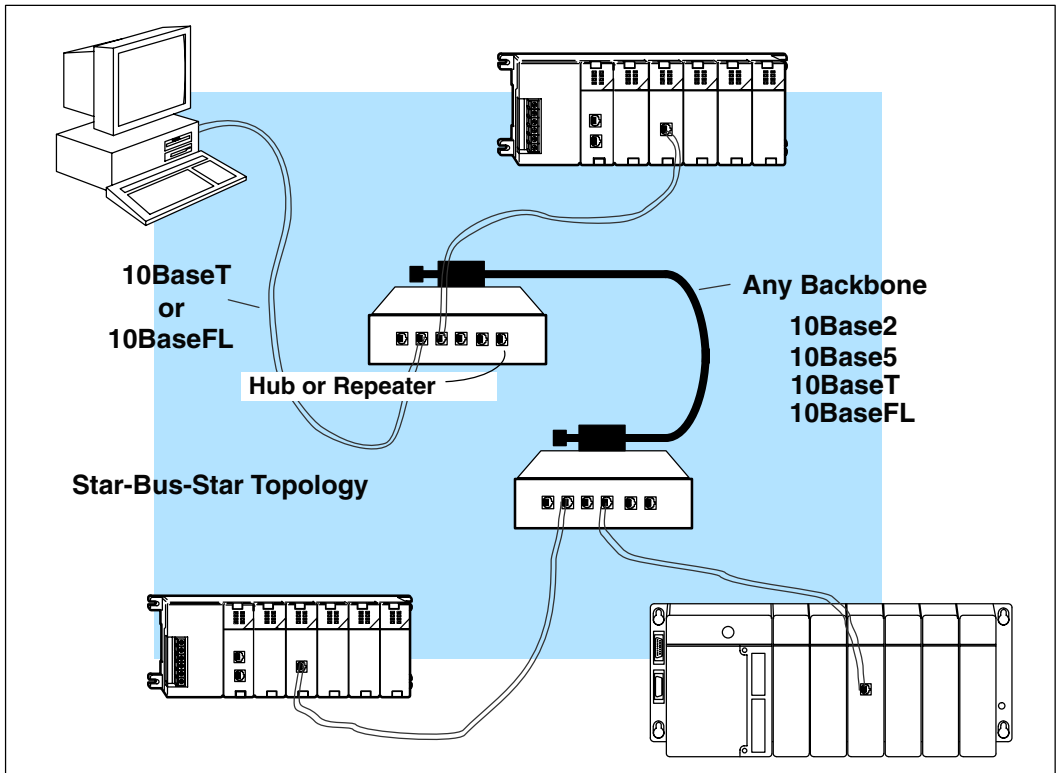 10BaseT
or
10BaseFL
Hub or Repeater
Any Backbone
10Base2
10Base5
10BaseT
10BaseFL
Star-Bus-Star Topology